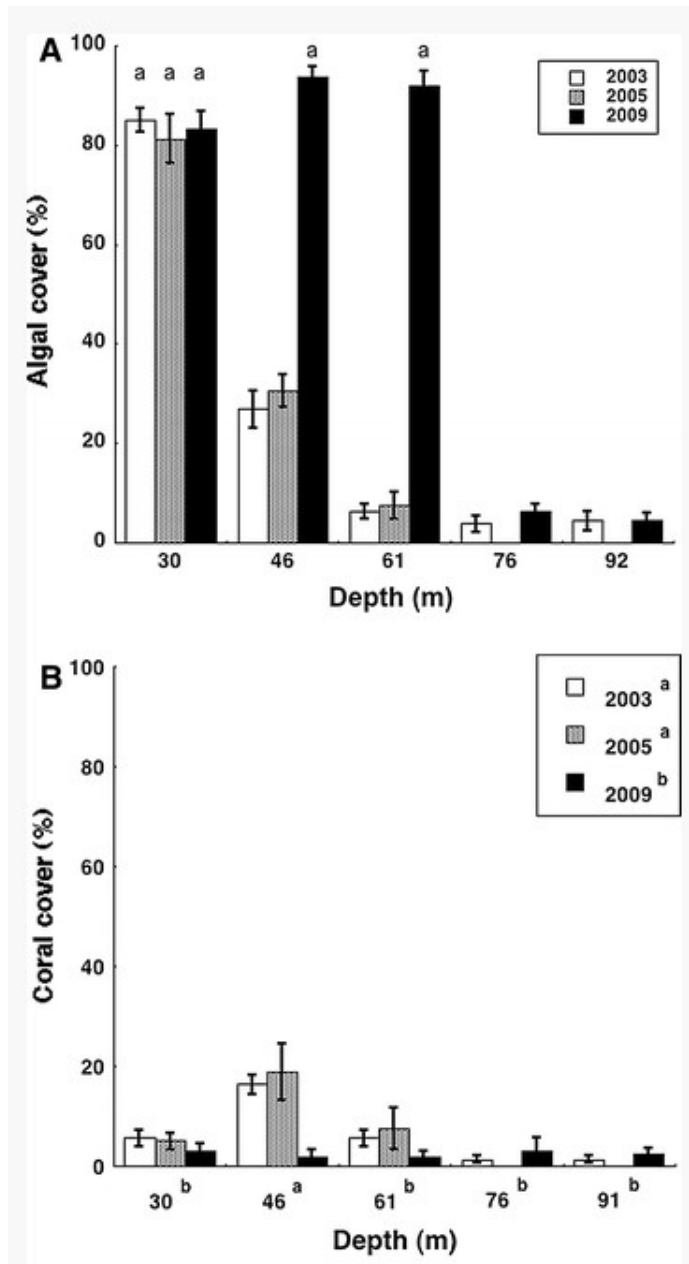 A
100
a a a a a
2003
2005
2009
80
60
40
20
0
Algal cover (%)
30 46 61 76 92
Depth (m)
B
100
2003 a
2005 a
2009 b
80
60
40
20
0
Coral cover (%)
30 b 46 a 61 b 76 b 91 b
Depth (m)